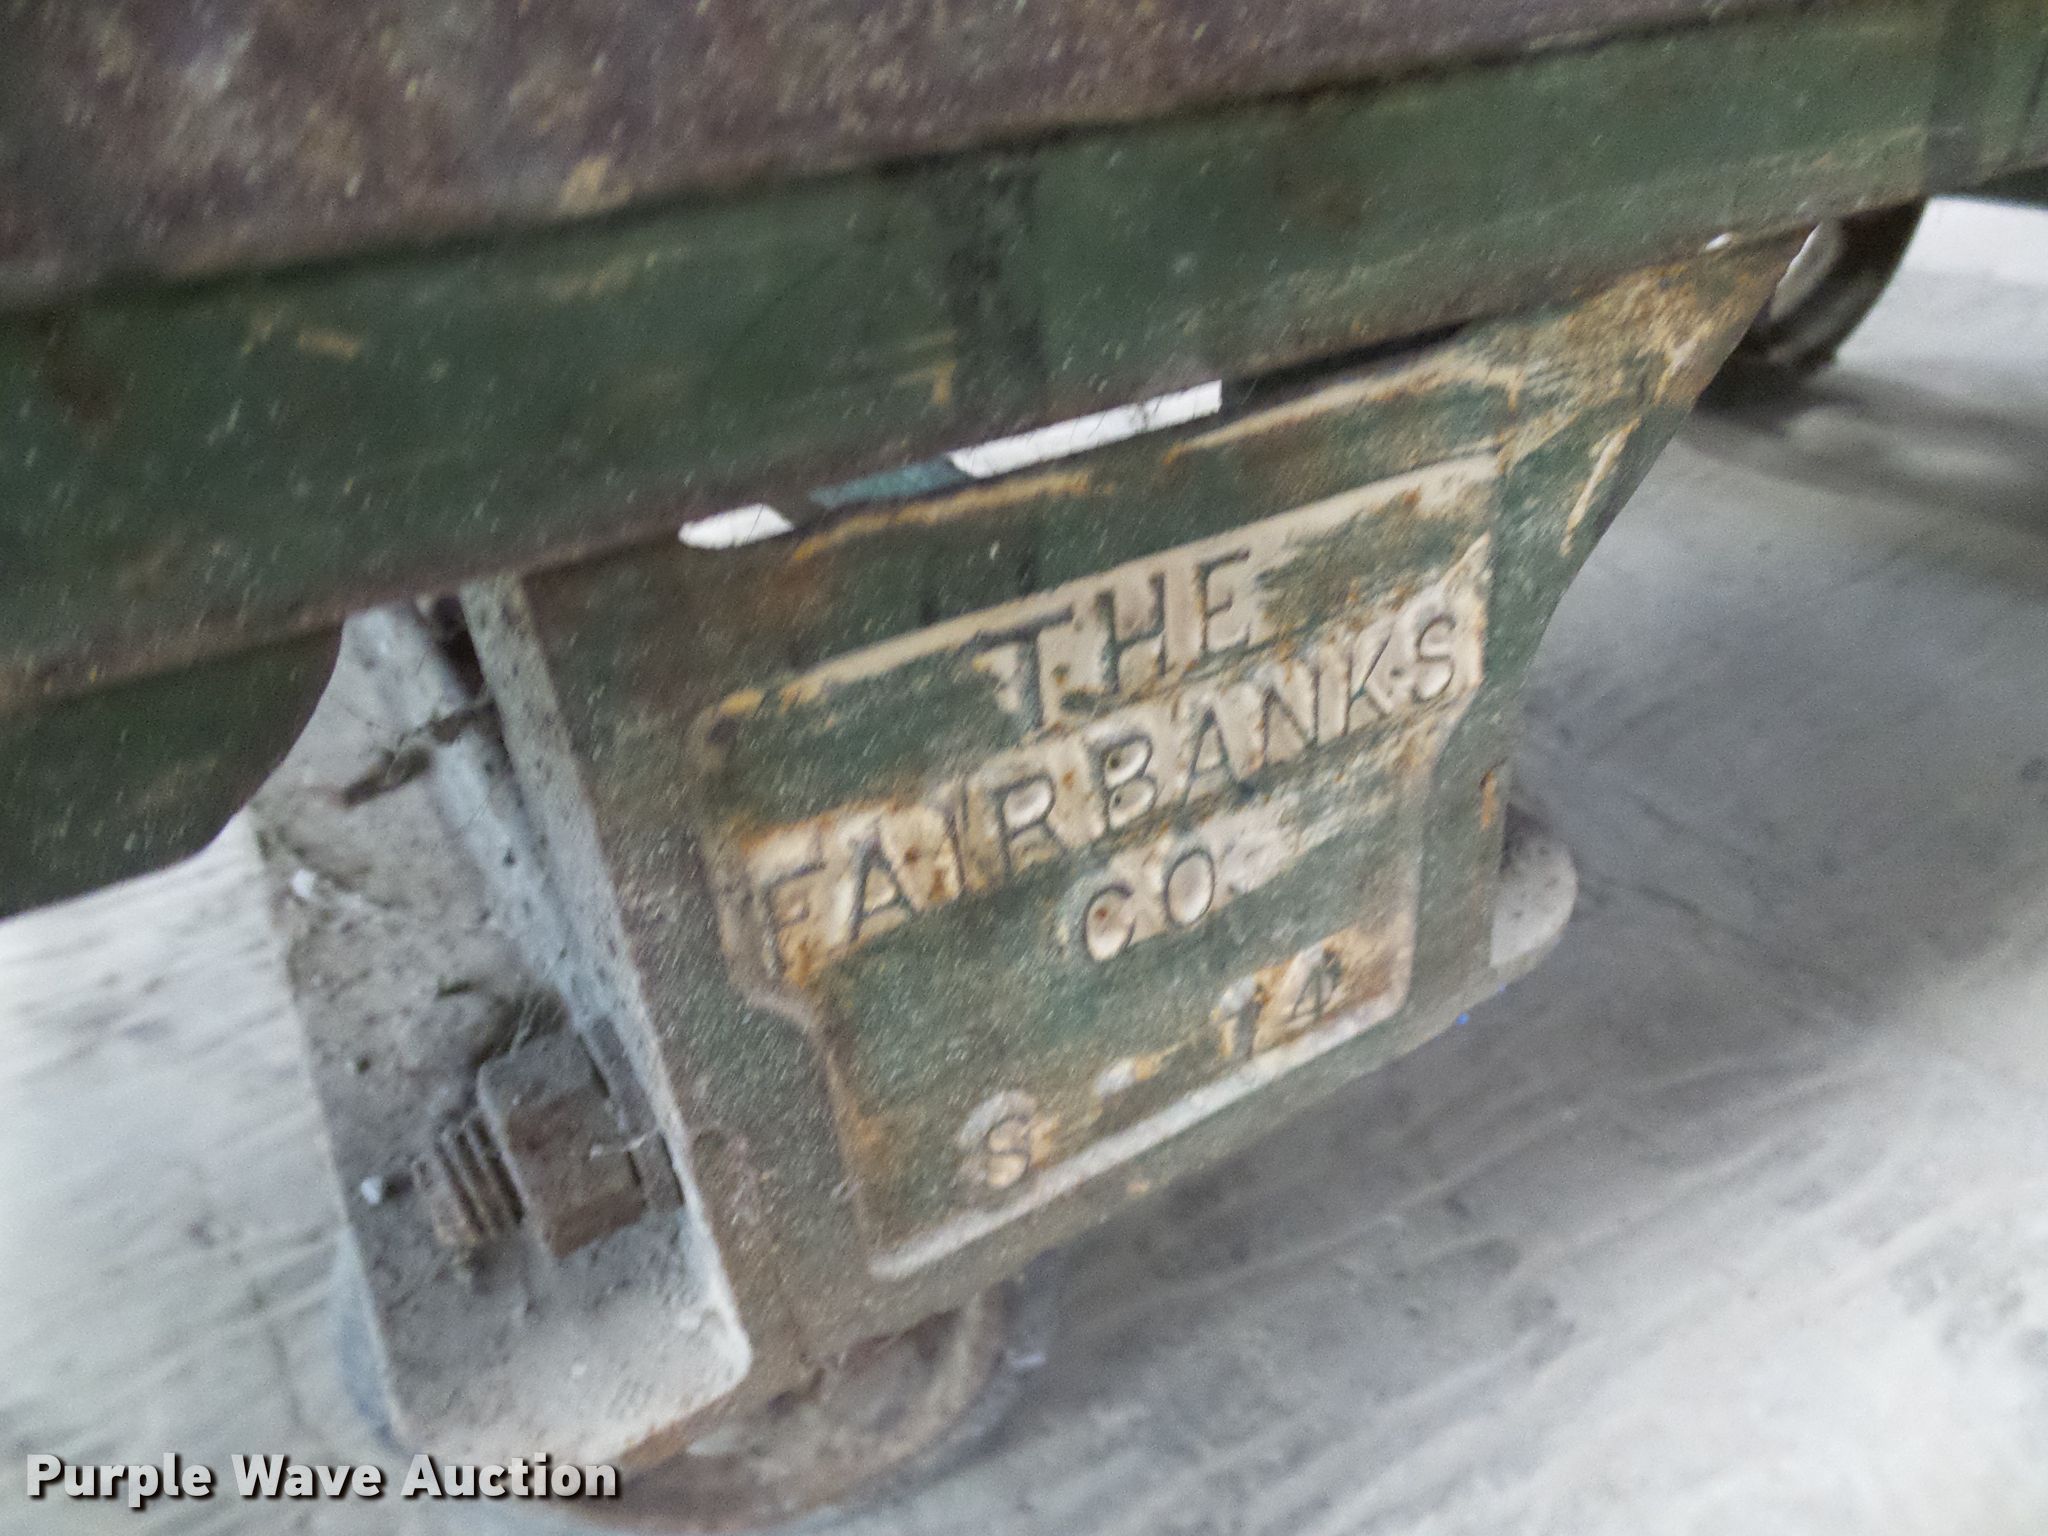 THE
FAIRBANKS
CO
S - 14
Purple Wave Auction